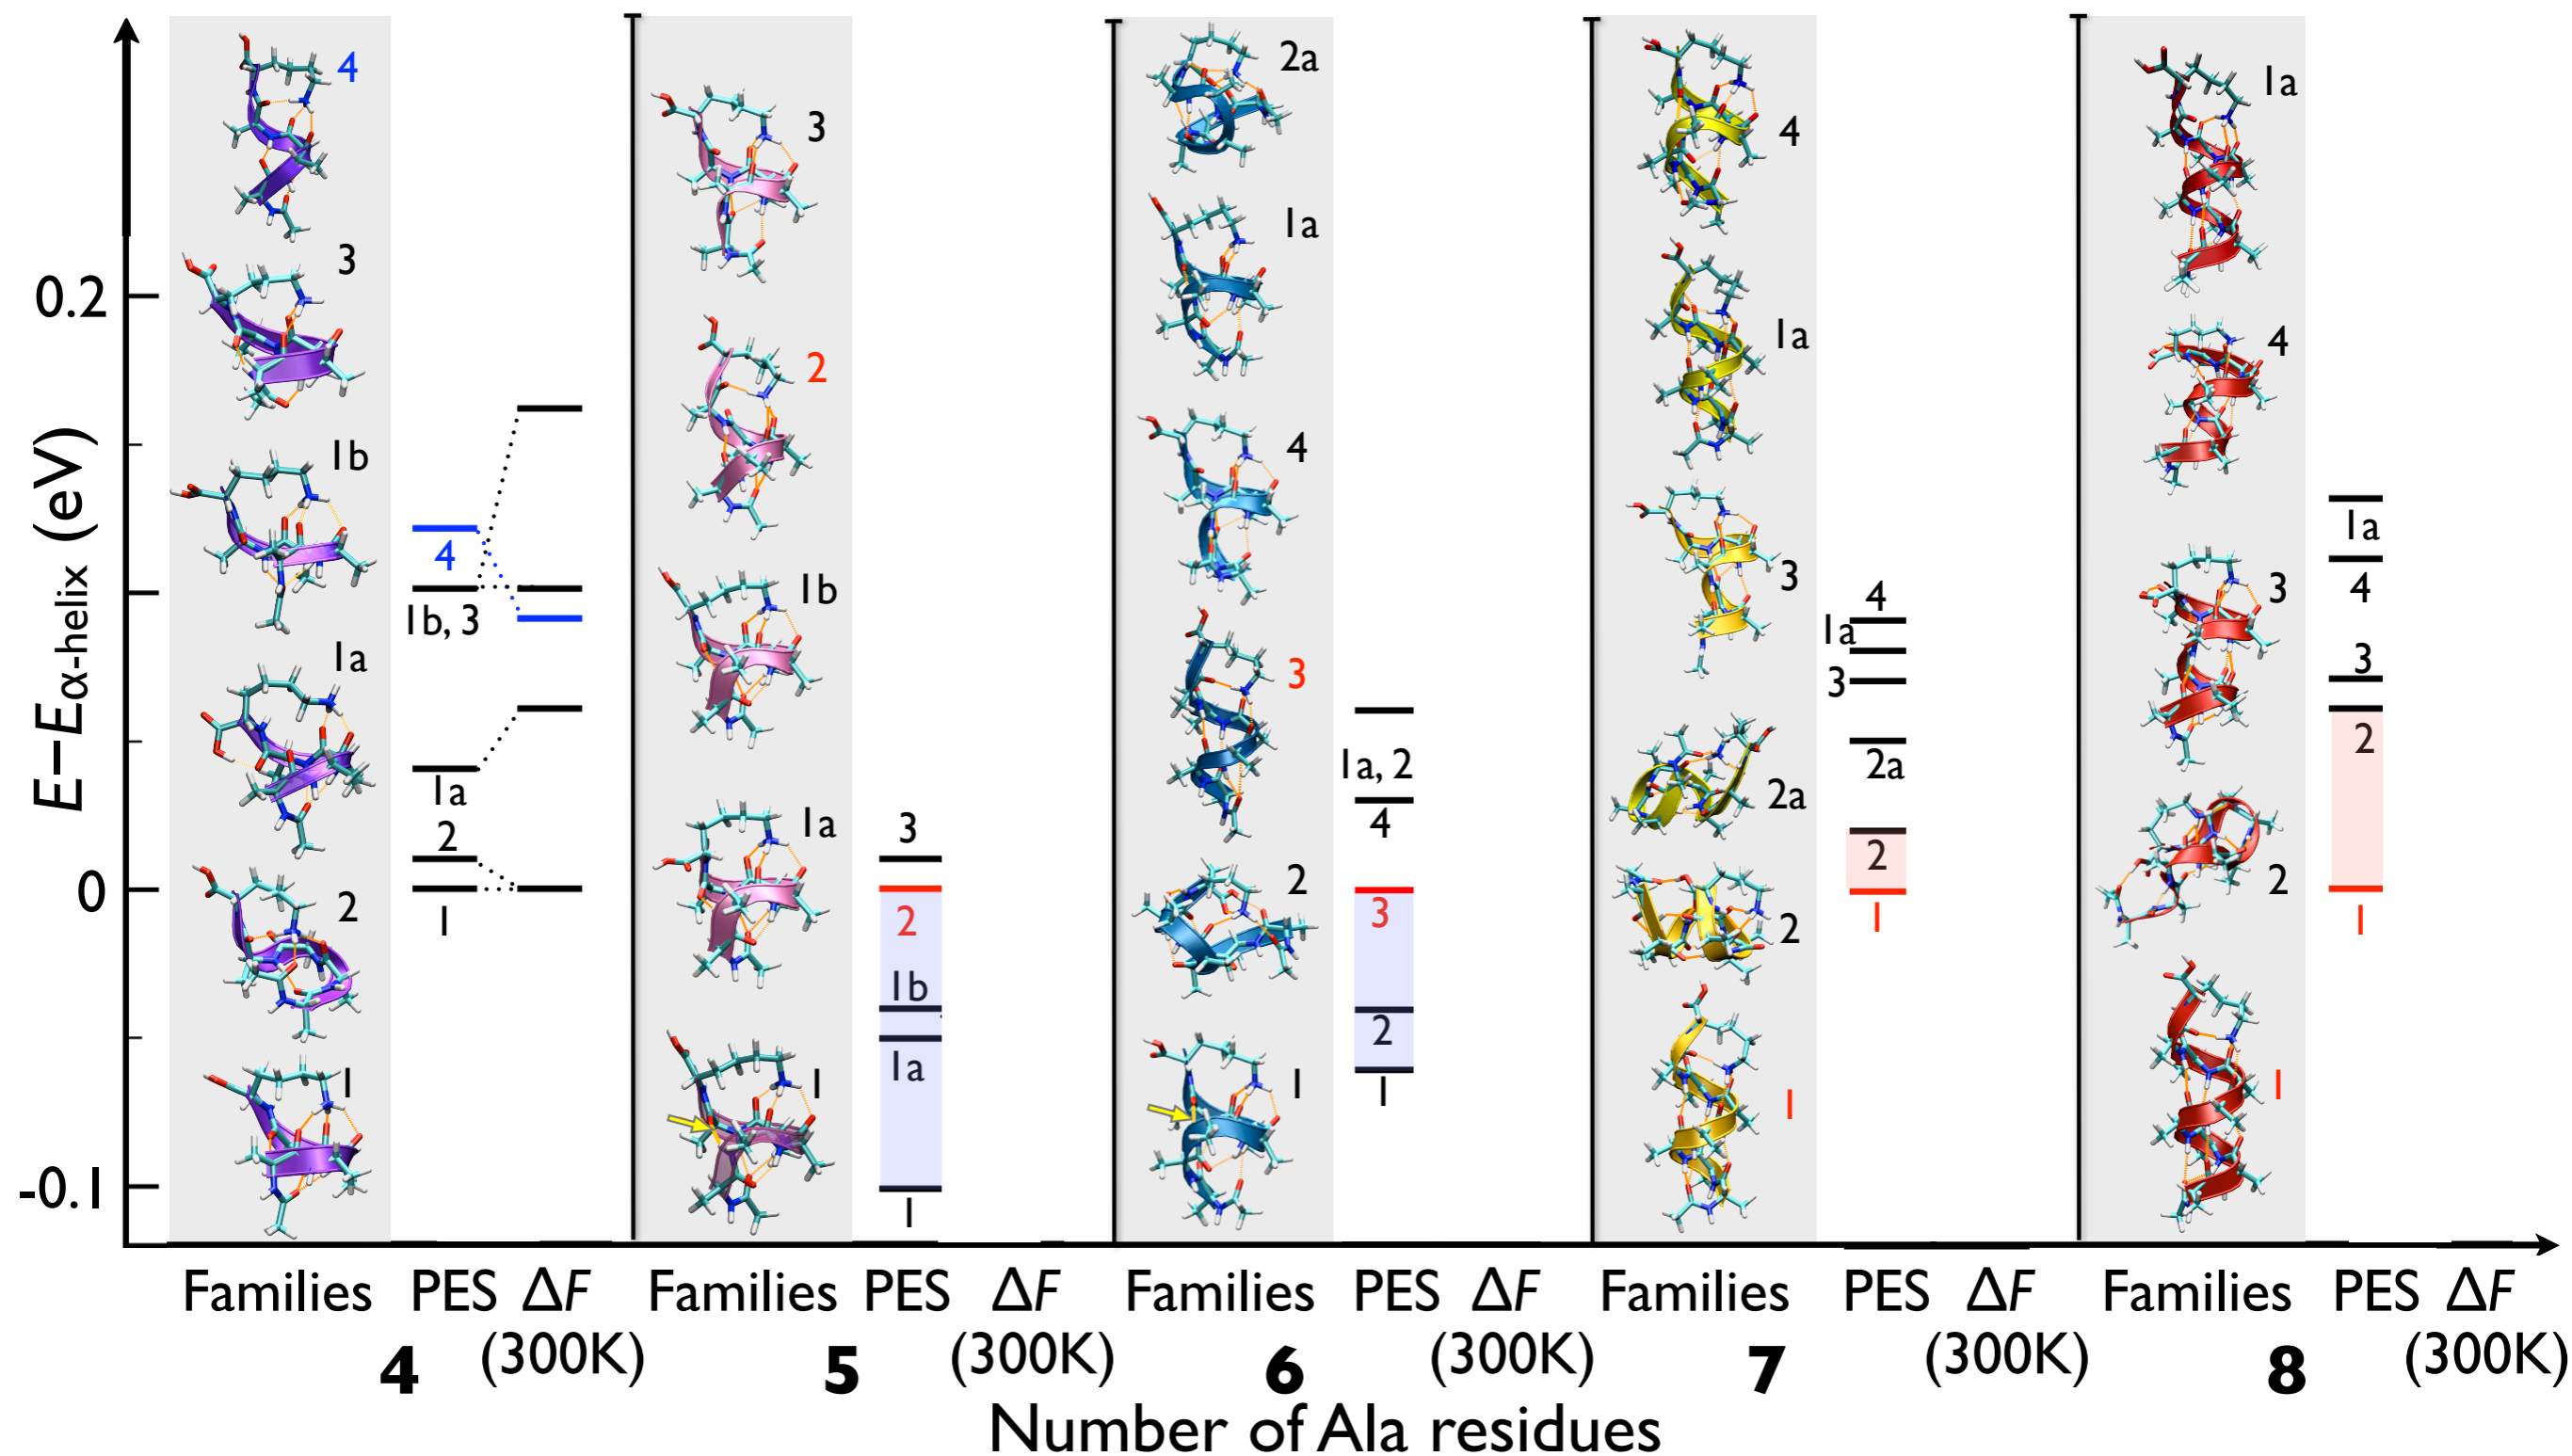 E−Eα-helix (eV)
0.2
0
-0.1
4
3
1b
1a
2
1
4
1b, 3
1a
2
1
3
2
1b
1a
1
3
2
1b
1a
1
2a
1a
4
3
2
1
1a, 2
4
3
2
1
4
1a
3
2a
2
1
4
1a
3
2a
2
1
1a
4
3
2
1
1a
4
3
2
1
Families PES ΔF Families PES ΔF Families PES ΔF Families PES ΔF Families PES ΔF
4 (300K) 5 (300K) 6 (300K) 7 (300K) 8 (300K)
Number of Ala residues